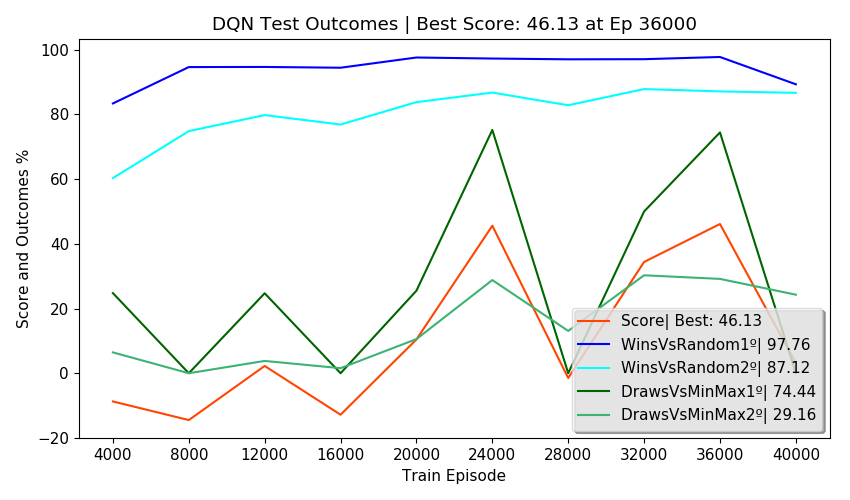 DQN Test Outcomes | Best Score: 46.13 at Ep 36000
Score and Outcomes %
100
80
60
40
20
0
−20
Score| Best: 46.13
WinsVsRandom1º| 97.76
WinsVsRandom2º| 87.12
DrawsVsMinMax1º| 74.44
DrawsVsMinMax2º| 29.16
4000 8000 12000 16000 20000 24000 28000 32000 36000 40000
Train Episode